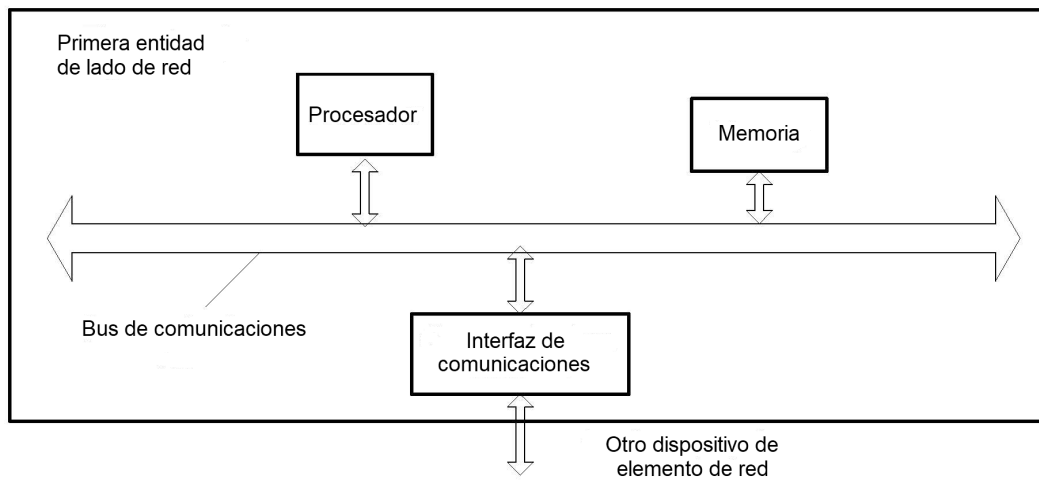 Primera entidad
de lado de red
Procesador
Memoria
Bus de comunicaciones
Interfaz de
comunicaciones
Otro dispositivo de
elemento de red